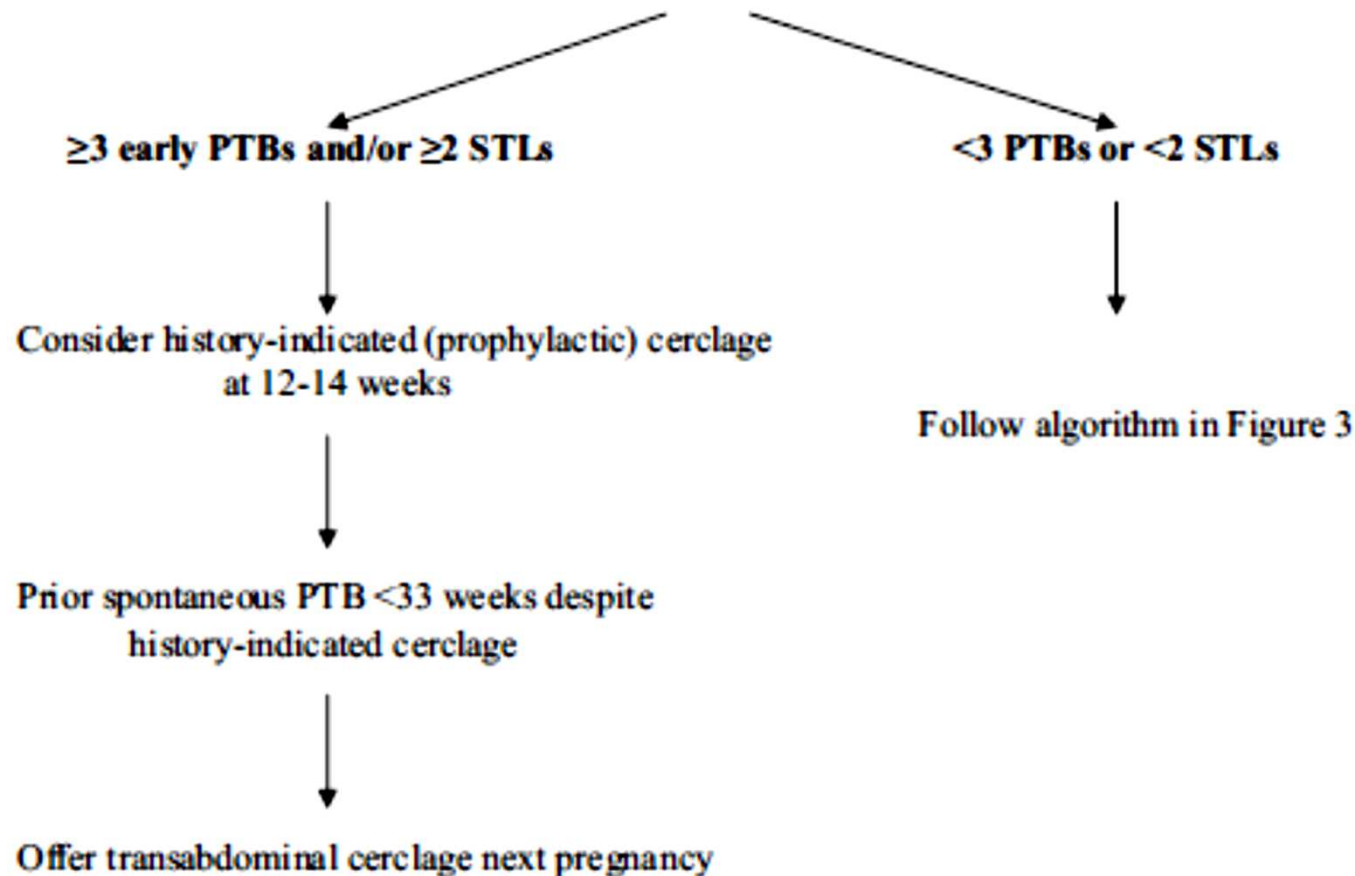 ≥3 early PTBs and/or ≥2 STLs
<3 PTBs or <2 STLs
Consider history-indicated (prophylactic) cerclage
at 12-14 weeks
Follow algorithm in Figure 3
Prior spontaneous PTB <33 weeks despite
history-indicated cerclage
Offer transabdominal cerclage next pregnancy